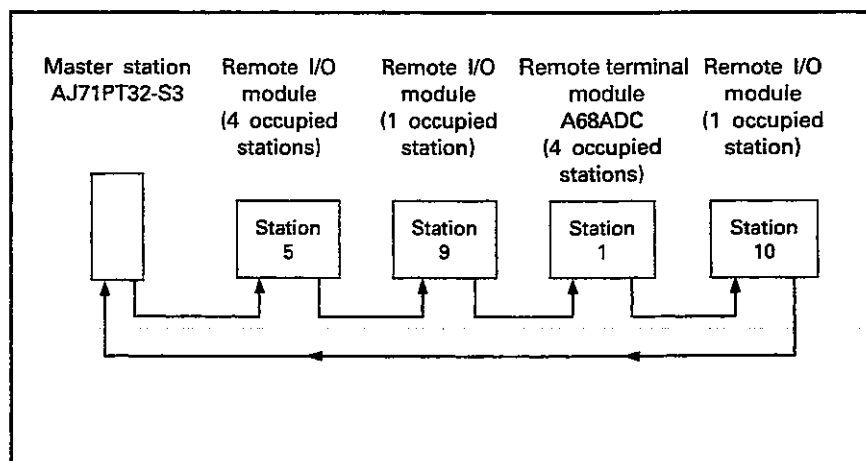 Master station
AJ71PT32-S3
Remote I/O
module
(4 occupied
stations)
Remote I/O
module
(1 occupied
station)
Remote terminal
module
A68ADC
(4 occupied
stations)
Remote I/O
module
(1 occupied
station)
Station
5
Station
9
Station
1
Station
10